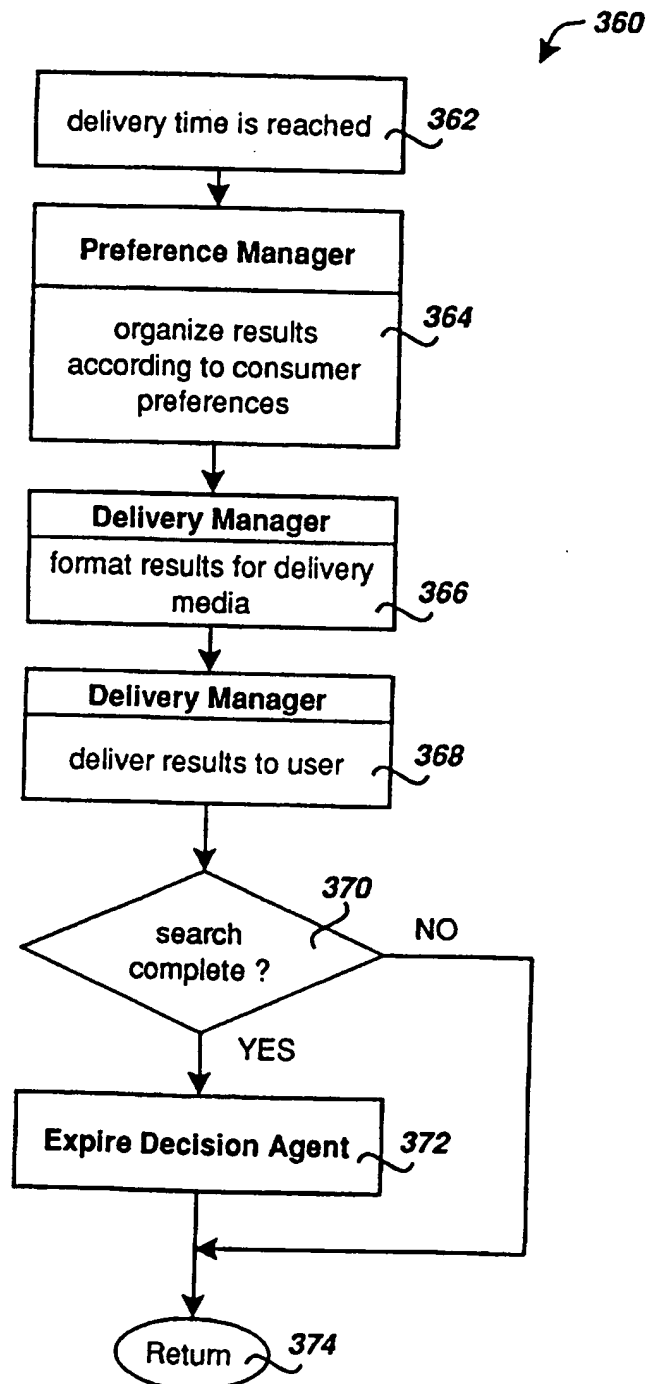 360
delivery time is reached
362
Preference Manager
364
organize results
according to consumer
preferences
Delivery Manager
format results for delivery
media
366
Delivery Manager
deliver results to user
368
370
search
complete ?
NO
YES
Expire Decision Agent
372
Return
374